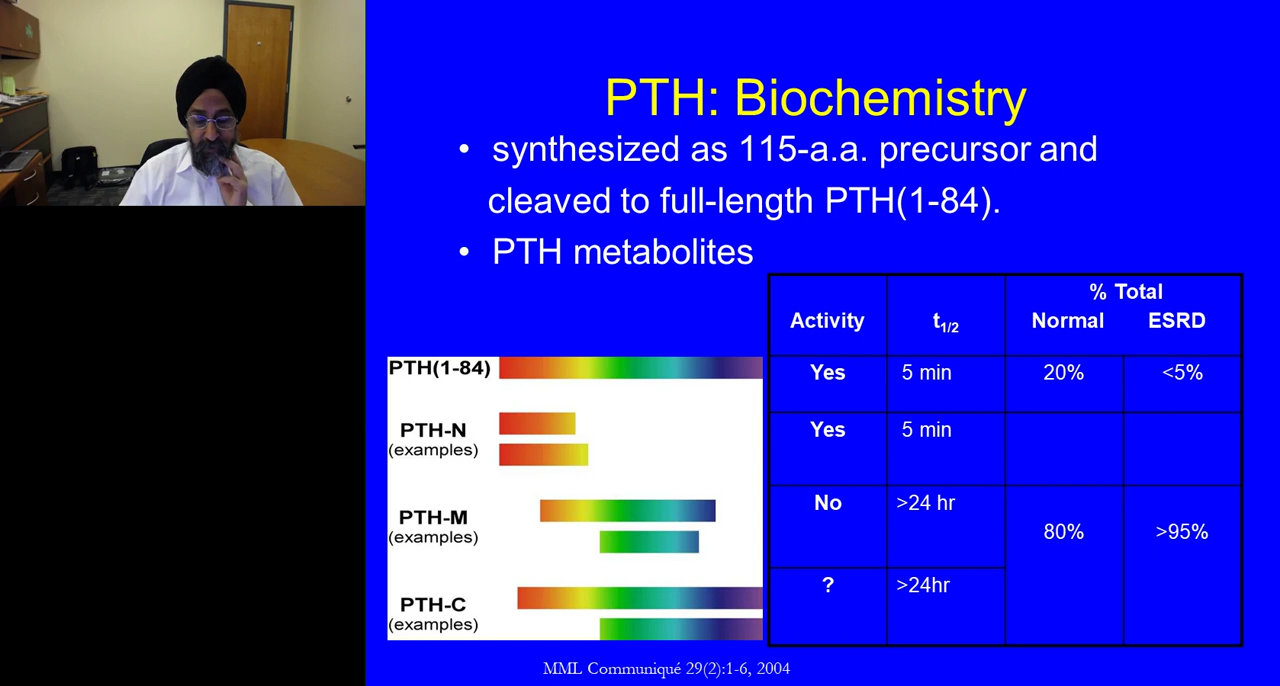 PTH: Biochemistry
• synthesized as 115-a.a. precursor and
cleaved to full-length PTH(1-84).
• PTH metabolites
% Total
Activity t1/2 Normal ESRD
PTH(1-84) Yes 5 min 20% <5%
PTH-N Yes 5 min
(examples)
PTH-M No >24 hr
(examples) 80% >95%
PTH-C ? >24hr
(examples)
MML Communiqué 29(2):1-6, 2004